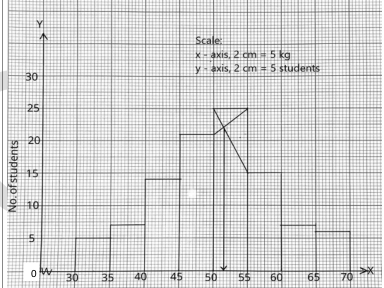 Y
Scale:
x - axis, 2 cm = 5 kg
y - axis, 2 cm = 5 students
30
25
20
15
10
5
0
No. of students
30 35 40 45 50 55 60 65 70 X